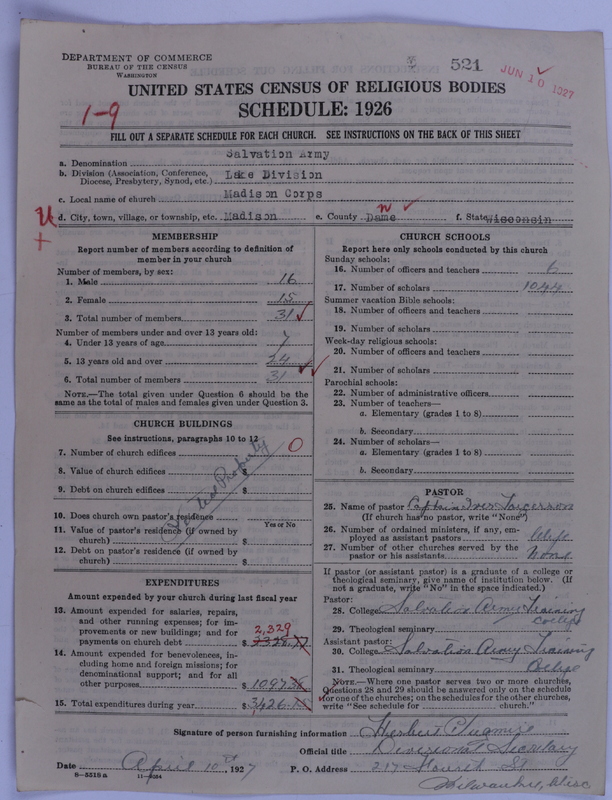 DEPARTMENT OF COMMERCE
BUREAU OF THE CENSUS
WASHINGTON
521
JUN 10 1927
UNITED STATES CENSUS OF RELIGIOUS BODIES
SCHEDULE: 1926
1-9
FILL OUT A SEPARATE SCHEDULE FOR EACH CHURCH. SEE INSTRUCTIONS ON THE BACK OF THIS SHEET
a. Denomination Salvation Army
b. Division (Association, Conference, Diocese, Presbytery, Synod, etc.) Lake Division
c. Local name of church Madison Corps
d. City, town, village, or township, etc. Madison e. County Dame n f. State Wisconsin
MEMBERSHIP
Report number of members according to definition of
member in your church
Number of members, by sex:
1. Male 16
2. Female 15
3. Total number of members 31
Number of members under and over 13 years old:
4. Under 13 years of age 7
5. 13 years old and over 24
6. Total number of members 31
NOTE.—The total given under Question 6 should be
same as the total of males and females given under Question 3.
CHURCH BUILDINGS
See instructions, paragraphs 10 to 12
7. Number of church edifices 0
8. Value of church edifices $
9. Debt on church edifices $
Rented Property
10. Does church own pastor's residence
Yes or No
11. Value of pastor's residence (if owned by
church) $
12. Debt on pastor's residence (if owned by
church) $
EXPENDITURES
Amount expended by your church during last fiscal year
13. Amount expended for salaries, repairs,
and other running expenses; for im-
provements or new buildings; and for
payments on church debt $ 2,329
14. Amount expended for benevolences, in-
cluding home and foreign missions; for
denominational support; and for all
other purposes $ 1097
15. Total expenditures during year $ 3,426
CHURCH SCHOOLS
Report here only schools conducted by this church
Sunday schools:
16. Number of officers and teachers 6
17. Number of scholars 1044
Summer vacation Bible schools:
18. Number of officers and teachers
19. Number of scholars
Week-day religious schools:
20. Number of officers and teachers
21. Number of scholars
Parochial schools:
22. Number of administrative officers
23. Number of teachers—
a. Elementary (grades 1 to 8)
b. Secondary
24. Number of scholars—
a. Elementary (grades 1 to 8)
b. Secondary
PASTOR
25. Name of pastor Captain Iver Torgerson
(If church has no pastor, write "None")
26. Number of ordained ministers, if any, em-
ployed as assistant pastors Wife
27. Number of other churches served by the
pastor or his assistants None
If pastor (or assistant pastor) is a graduate of a college or
theological seminary, give name of institution below. (If
not a graduate, write "No" in the space indicated.)
Pastor:
28. College Salvation Army Training
College
29. Theological seminary
Assistant pastor:
30. College Salvation Army Training
31. Theological seminary College
NOTE.—Where one pastor serves two or more churches,
Questions 28 and 29 should be answered only on the schedule
for one of the churches; on the schedules for the other churches,
write "See schedule for church."
Signature of person furnishing information Herbert Plugmire
Official title Divisional Secretary
Date April 10th, 1927 P. O. Address 217 Fourth St
8-5518a Milwaukee, Wisc